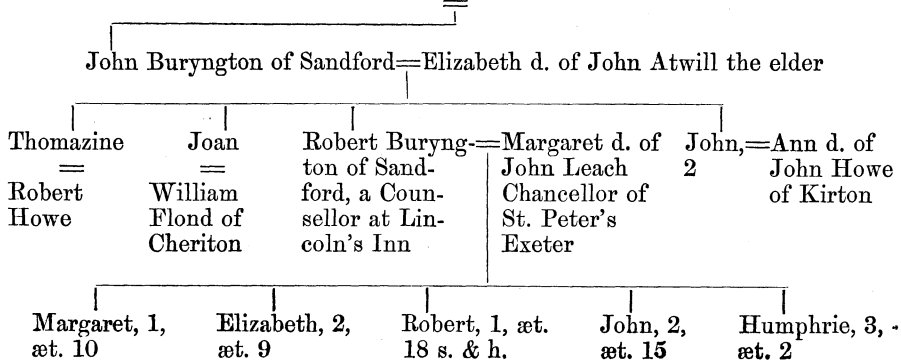 John Buryngton of Sandford=Elizabeth d. of John Atwill the elder
Thomazine
=
Robert
Howe
Joan
=
William
Flond of
Cheriton
Robert Buryng-=Margaret d. of
ton of Sand-
ford, a Coun-
sellor at Lin-
coln's Inn
John Leach
Chancellor of
St. Peter's
Exeter
John,=Ann d. of
2
John Howe
of Kirton
Margaret, 1,
æt. 10
Elizabeth, 2,
æt. 9
Robert, 1, æt.
18 s. & h.
John, 2,
æt. 15
Humphrie, 3,
æt. 2